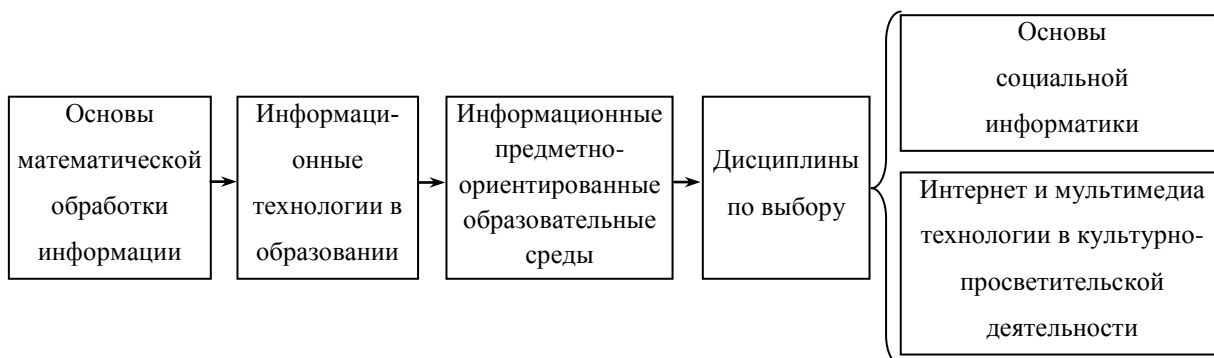 Основы
математической
обработки
информации
Информаци-
онные
технологии в
образовании
Информационные
предметно-
ориентированные
образовательные
среды
Дисциплины
по выбору
Основы
социальной
информатики
Интернет и мультимедиа
технологии в культурно-
просветительской
деятельности